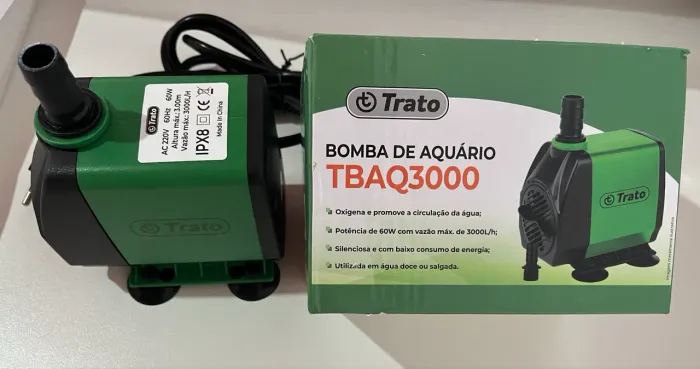 Trato
AC 220V 60Hz 60W
Altura máx.: 3.00m
Vazão máx.: 3000L/H
IPX8 CE
Made in China
Trato
Trato
BOMBA DE AQUÁRIO
TBAQ3000
Oxigena e promove a circulação da água;
Potência de 60W com vazão máx. de 3000L/h;
Silenciosa e com baixo consumo de energia;
Utilizada em água doce ou salgada.
Trato